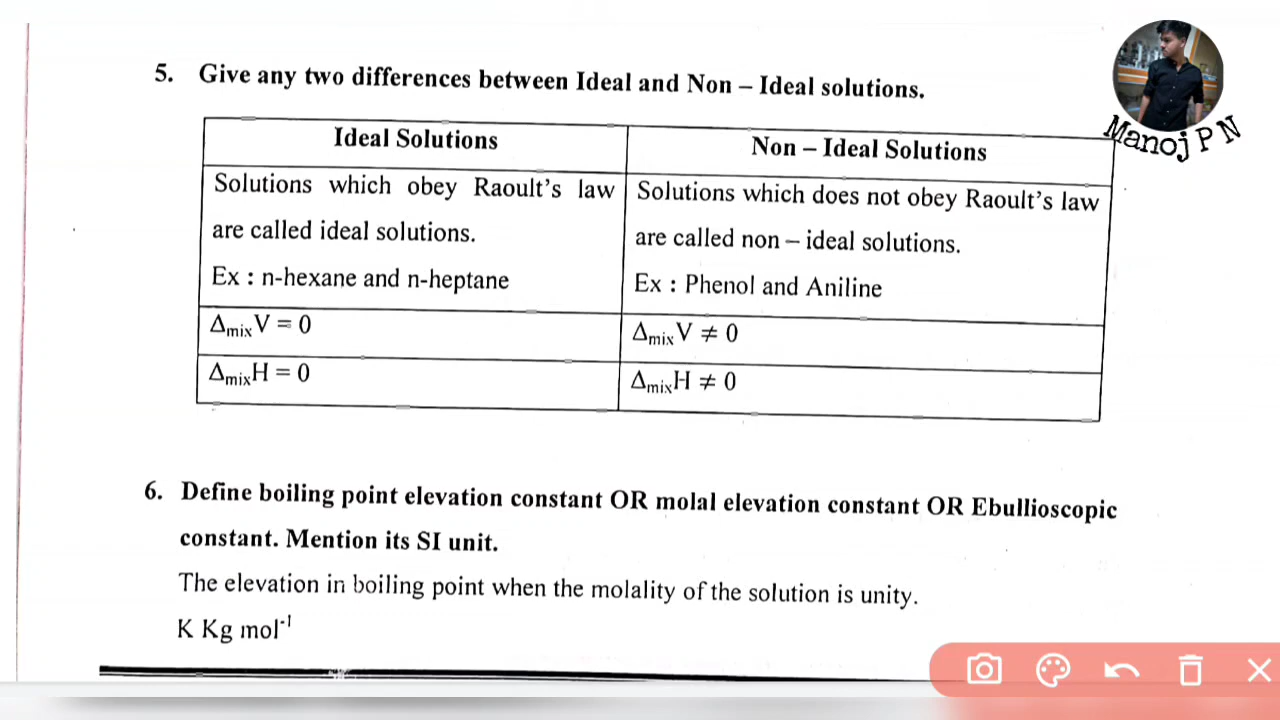 5. Give any two differences between Ideal and Non – Ideal solutions.
Manoj P N
Ideal Solutions
Non – Ideal Solutions
Solutions which obey Raoult's law
are called ideal solutions.
Ex : n-hexane and n-heptane
Solutions which does not obey Raoult's law
are called non – ideal solutions.
Ex : Phenol and Aniline
ΔmixV = 0
ΔmixV ≠ 0
ΔmixH = 0
ΔmixH ≠ 0
6. Define boiling point elevation constant OR molal elevation constant OR Ebullioscopic
constant. Mention its SI unit.
The elevation in boiling point when the molality of the solution is unity.
K Kg mol⁻¹